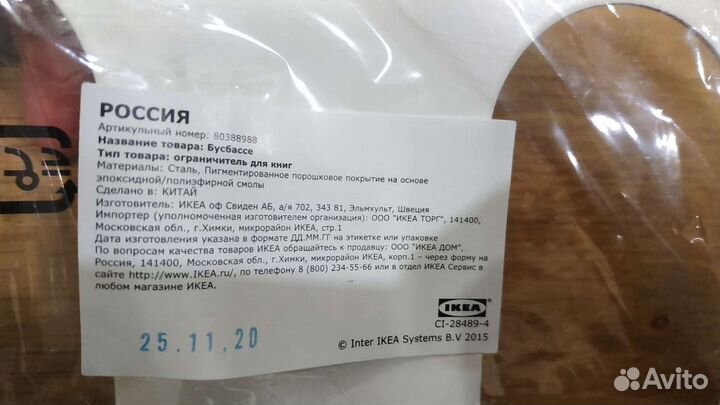 РОССИЯ
Артикульный номер: 80388988
Название товара: Бусбассе
Тип товара: ограничитель для книг
Материалы: Сталь, Пигментированное порошковое покрытие на основе
эпоксидной/полиэфирной смолы
Сделано в: КИТАЙ
Изготовитель: ИКЕА оф Свиден АБ, а/я 702, 343 81, Эльмхульт, Швеция
Импортер (уполномоченная изготовителем организация): ООО "ИКЕА ТОРГ", 141400,
Московская обл., г.Химки, микрорайон ИКЕА, стр.1
Дата изготовления указана в формате ДД.ММ.ГГ на этикетке или упаковке
По вопросам качества товаров ИКЕА обращайтесь к продавцу: ООО "ИКЕА ДОМ",
Россия, 141400, Московская обл., г.Химки, микрорайон ИКЕА, корп.1 – через форму на
сайте http://www.IKEA.ru/, по телефону 8 (800) 234-55-66 или в отдел ИКЕА Сервис в
любом магазине ИКЕА.
IKEA
CI-28489-4
25.11.20
© Inter IKEA Systems B.V 2015
Avito